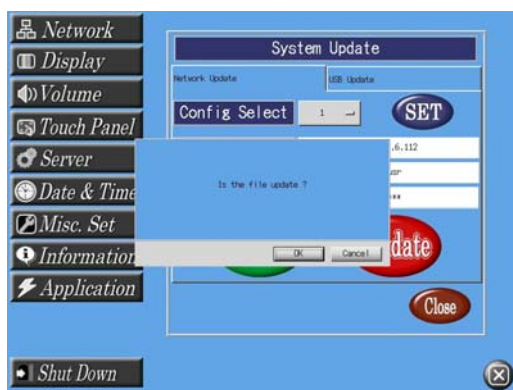 Network
Display
Volume
Touch Panel
Server
Date & Time
Misc. Set
Information
Application
Shut Down
System Update
Network Update
USB Update
Config Select
1
SET
.6.112
usr
**
Is the file update ?
OK
Cancel
date
Close